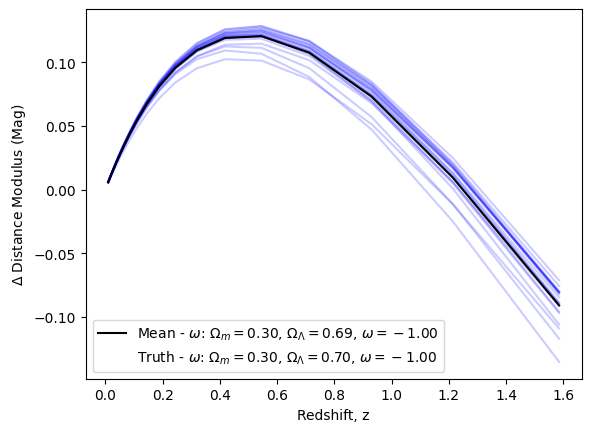 0.10
0.05
0.00
−0.05
−0.10
Δ Distance Modulus (Mag)
Mean - ω: Ωₘ = 0.30, Ω_Λ = 0.69, ω = −1.00
Truth - ω: Ωₘ = 0.30, Ω_Λ = 0.70, ω = −1.00
0.0 0.2 0.4 0.6 0.8 1.0 1.2 1.4 1.6
Redshift, z